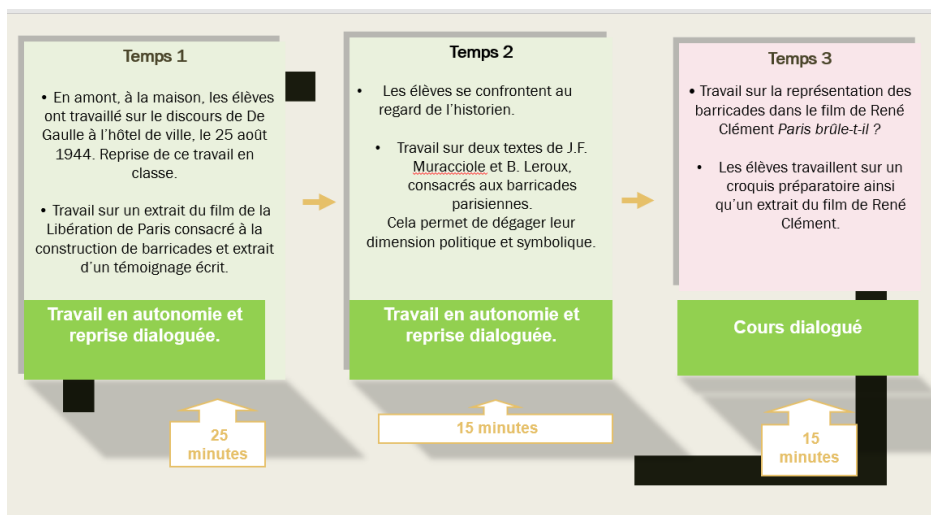 Temps 1
• En amont, à la maison, les élèves
ont travaillé sur le discours de De
Gaulle à l'hôtel de ville, le 25 août
1944. Reprise de ce travail en
classe.
• Travail sur un extrait du film de la
Libération de Paris consacré à la
construction de barricades et extrait
d'un témoignage écrit.
Travail en autonomie et
reprise dialoguée.
25
minutes
Temps 2
• Les élèves se confrontent au
regard de l'historien.
• Travail sur deux textes de J.F.
Muracciole et B. Leroux,
consacrés aux barricades
parisiennes.
Cela permet de dégager leur
dimension politique et symbolique.
Travail en autonomie et
reprise dialoguée.
15 minutes
Temps 3
• Travail sur la représentation des
barricades dans le film de René
Clément Paris brûle-t-il ?
• Les élèves travaillent sur un
croquis préparatoire ainsi
qu'un extrait du film de René
Clément.
Cours dialogué
15
minutes